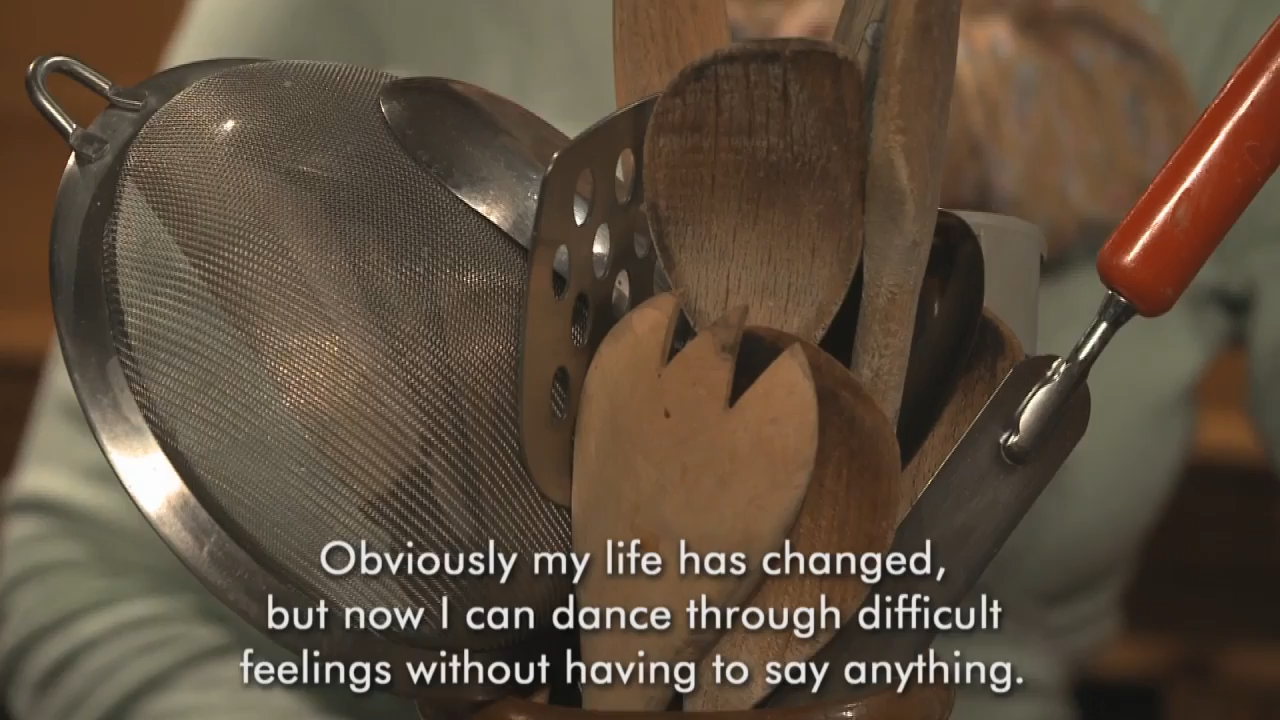 Obviously my life has changed,
but now I can dance through difficult
feelings without having to say anything.